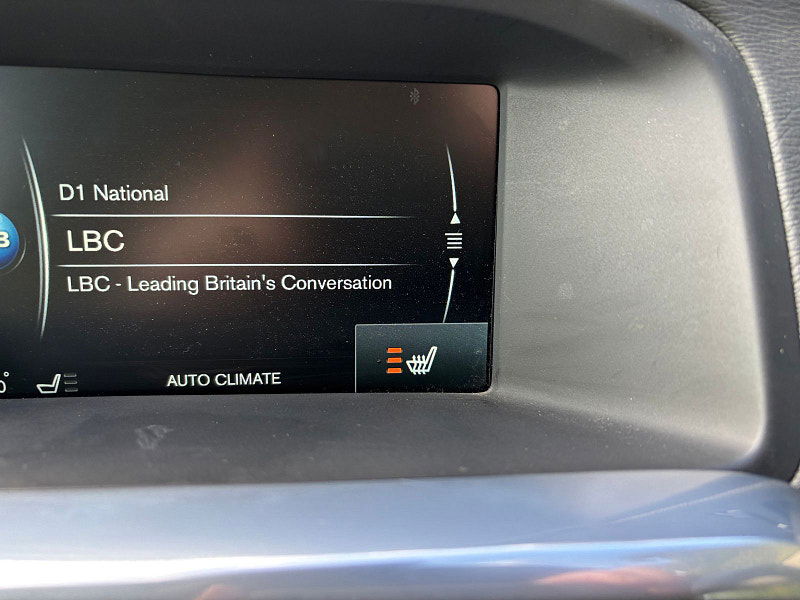 D1 National
LBC
LBC - Leading Britain's Conversation
AUTO CLIMATE